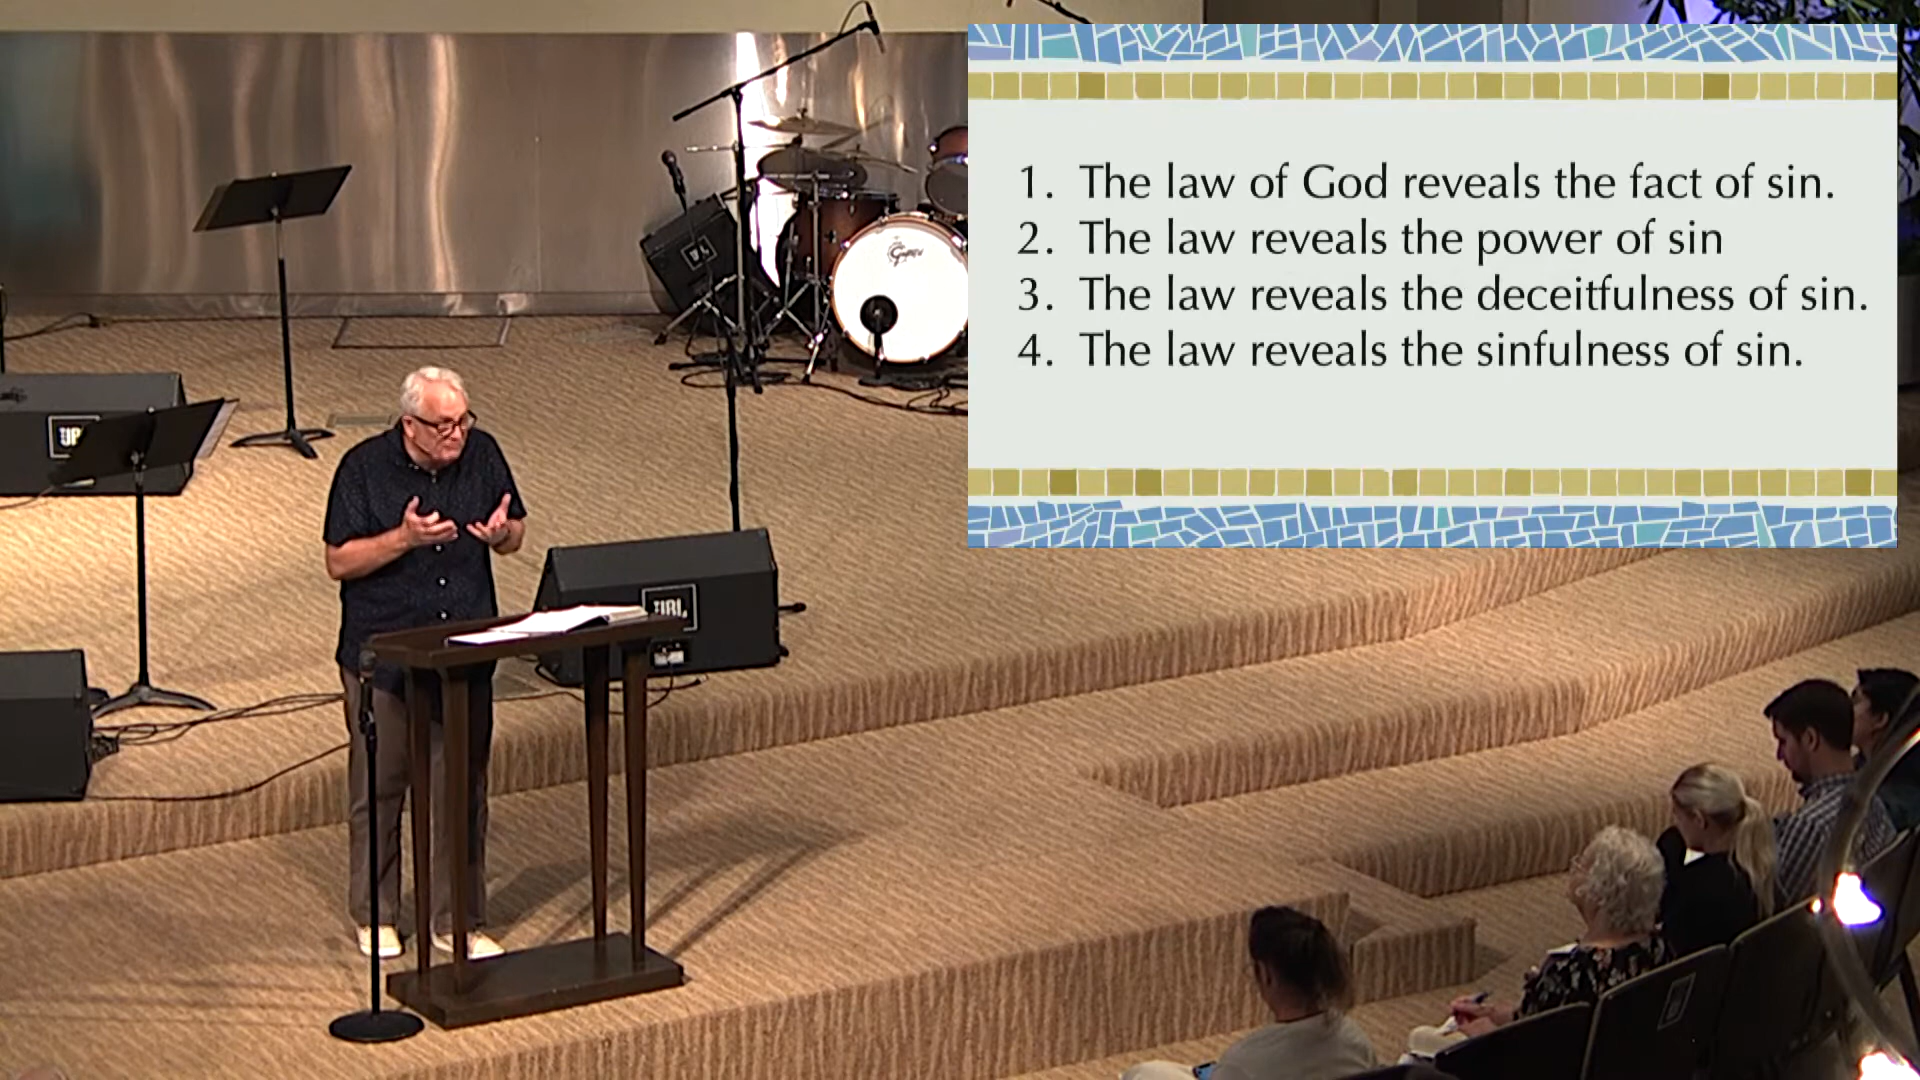 1. The law of God reveals the fact of sin.
2. The law reveals the power of sin
3. The law reveals the deceitfulness of sin.
4. The law reveals the sinfulness of sin.
JBL